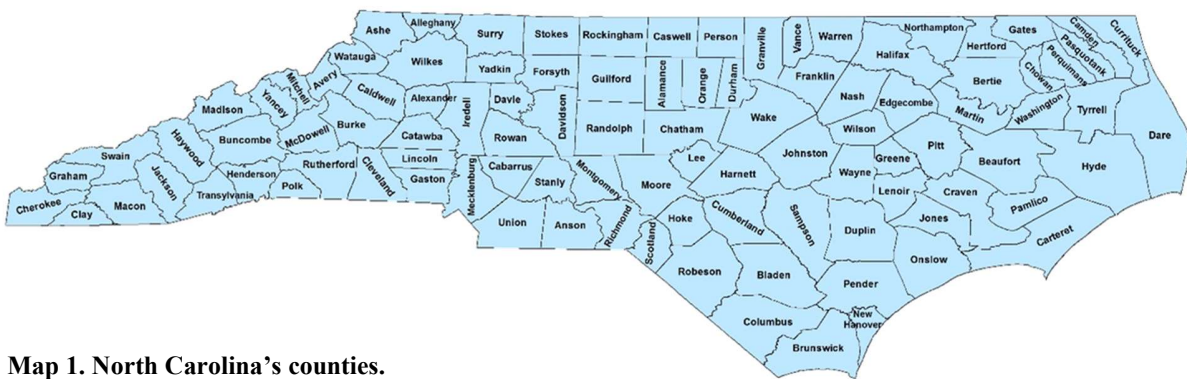 Alleghany
Ashe
Surry
Stokes
Rockingham
Caswell
Person
Granville
Vance
Warren
Northampton
Gates
Camden
Currituck
Pasquotank
Perquimans
Hertford
Halifax
Watauga
Wilkes
Yadkin
Forsyth
Guilford
Alamance
Orange
Durham
Franklin
Bertie
Chowan
Mitchell
Avery
Caldwell
Alexander
Iredell
Davie
Davidson
Nash
Edgecombe
Martin
Washington
Tyrrell
Dare
Madison
Yancey
McDowell
Burke
Catawba
Rowan
Randolph
Chatham
Wake
Wilson
Pitt
Beaufort
Hyde
Haywood
Buncombe
Swain
Rutherford
Cleveland
Lincoln
Gaston
Mecklenburg
Cabarrus
Stanly
Montgomery
Moore
Lee
Harnett
Johnston
Wayne
Greene
Lenoir
Craven
Pamlico
Graham
Jackson
Henderson
Transylvania
Polk
Cherokee
Clay
Macon
Union
Anson
Richmond
Scotland
Hoke
Cumberland
Sampson
Duplin
Jones
Onslow
Carteret
Robeson
Bladen
Pender
Columbus
New
Hanover
Brunswick
Map 1. North Carolina’s counties.